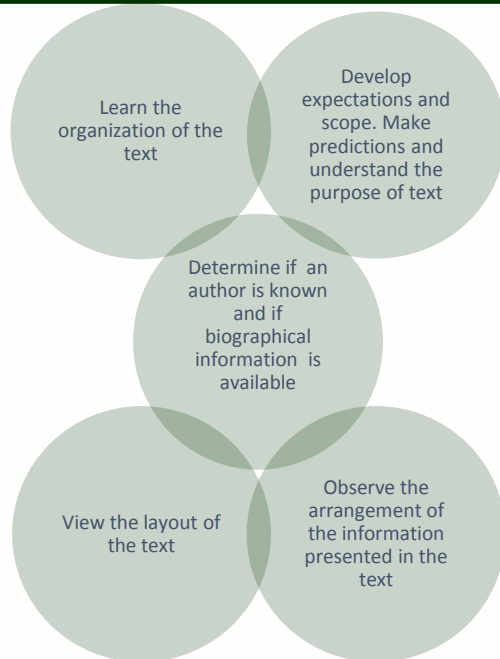 Learn the
organization of the
text
Develop
expectations and
scope. Make
predictions and
understand the
purpose of text
Determine if an
author is known
and if
biographical
information is
available
View the layout of
the text
Observe the
arrangement of
the information
presented in the
text